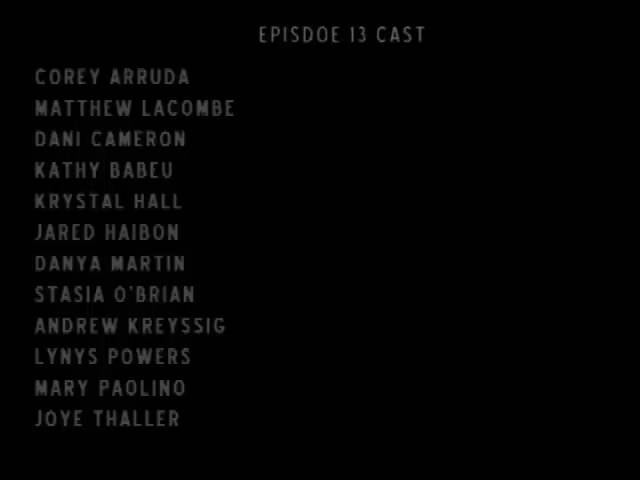 EPISDOE 13 CAST
COREY ARRUDA
MATTHEW LACOMBE
DANI CAMERON
KATHY BABEU
KRYSTAL HALL
JARED HAIBON
DANYA MARTIN
STASIA O'BRIAN
ANDREW KREYSSIG
LYNYS POWERS
MARY PAOLINO
JOYE THALLER